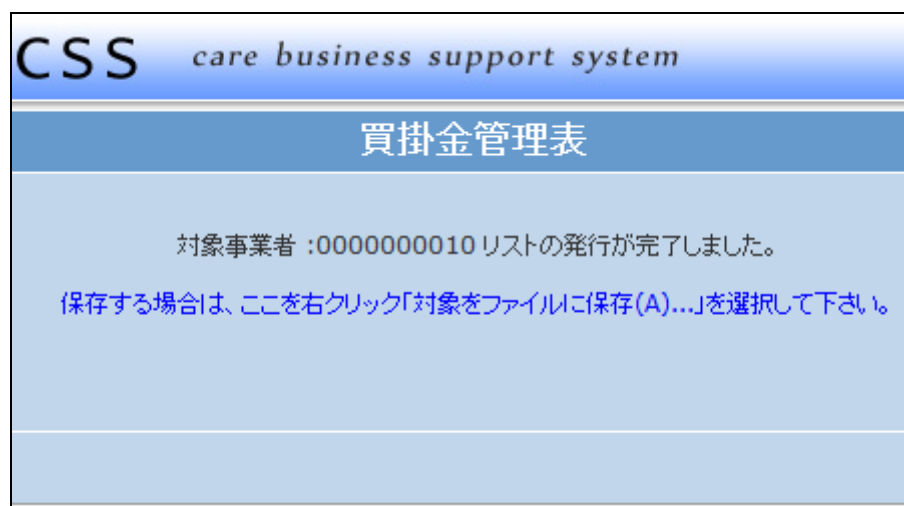 CSS care business support system
買掛金管理表
対象事業者 :0000000010 リストの発行が完了しました。
保存する場合は、ここを右クリック「対象をファイルに保存(A)...」を選択して下さい。